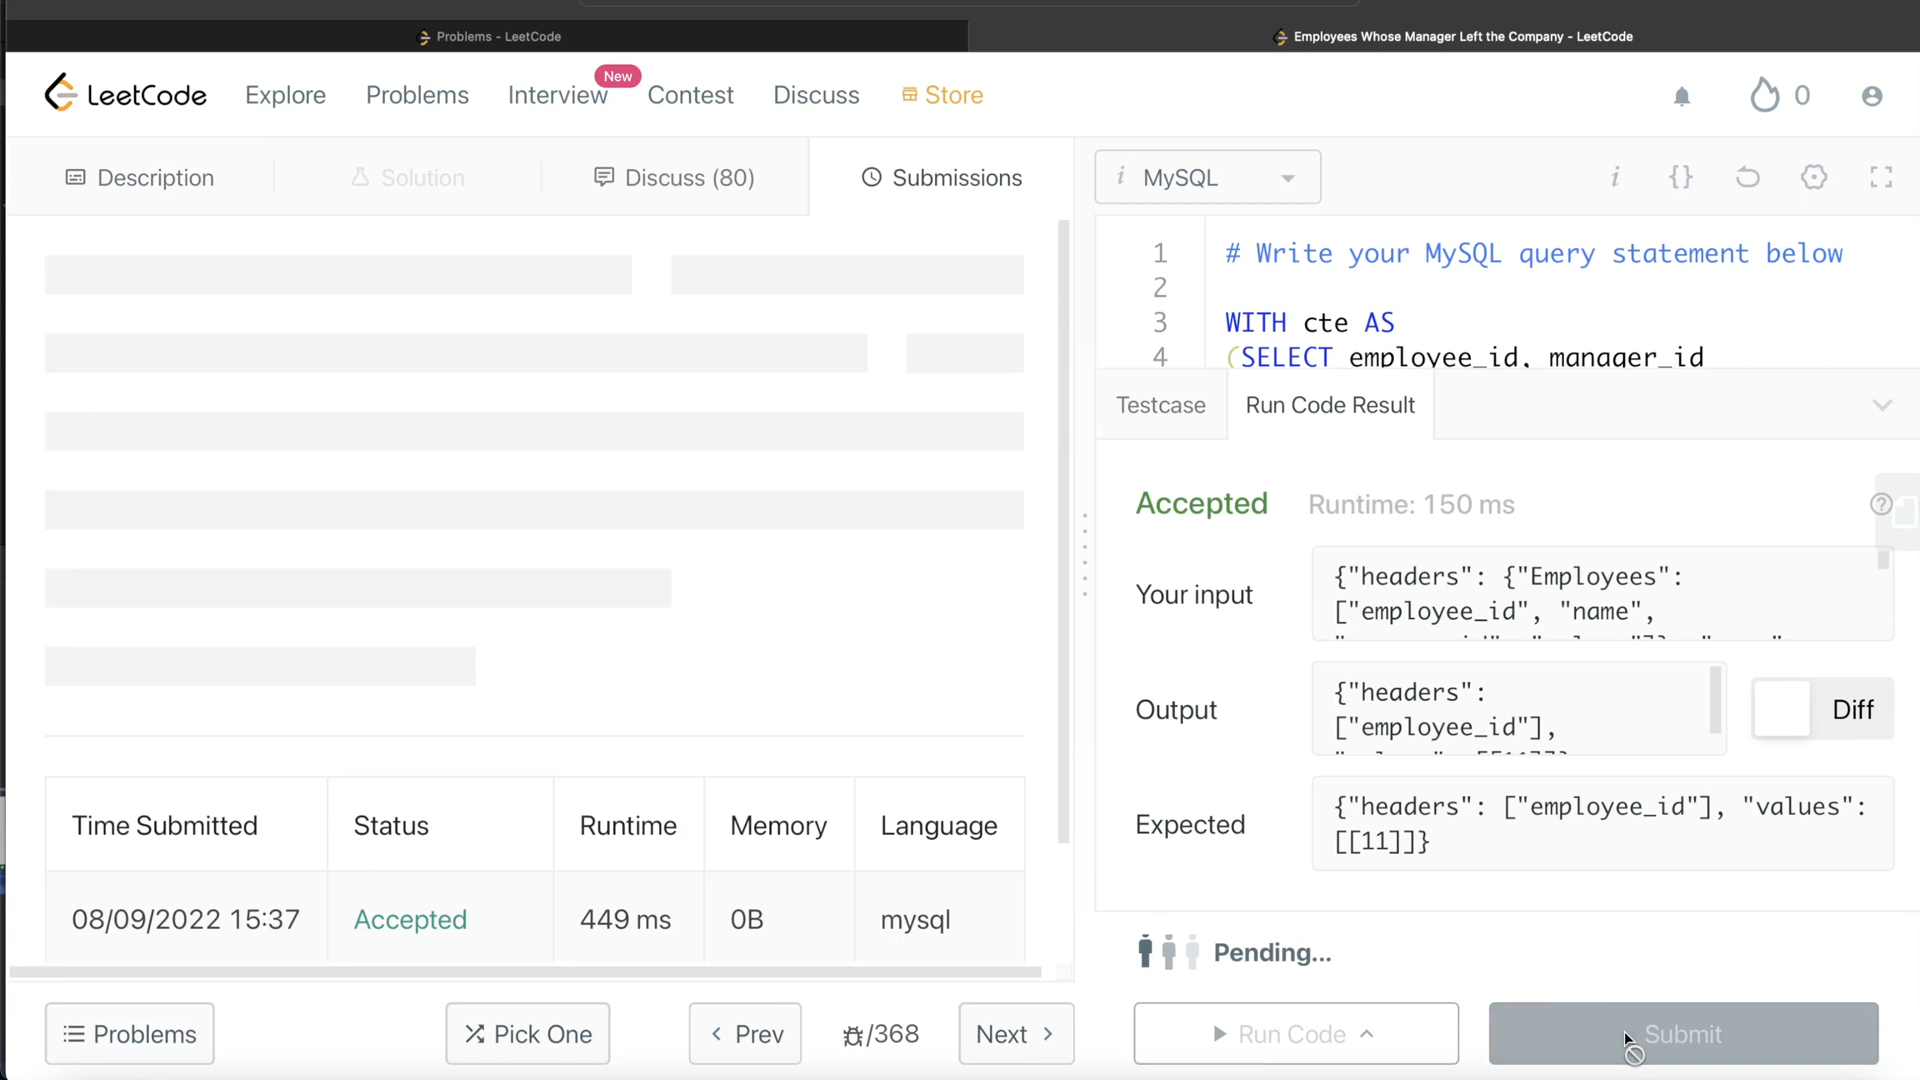 Problems - LeetCode
Employees Whose Manager Left the Company - LeetCode
LeetCode
Explore
Problems
Interview
New
Contest
Discuss
Store
0
Description
Solution
Discuss (80)
Submissions
i MySQL
i {}
1 # Write your MySQL query statement below
2
3 WITH cte AS
4 (SELECT employee_id, manager_id
Testcase
Run Code Result
Accepted Runtime: 150 ms
?
Your input
{"headers": {"Employees":
["employee_id", "name",
Output
{"headers":
["employee_id"],
Diff
Expected
{"headers": ["employee_id"], "values":
[[11]]}
Time Submitted Status Runtime Memory Language
08/09/2022 15:37 Accepted 449 ms 0B mysql
Pending...
Problems
Pick One
Prev
/368
Next
Run Code
Submit